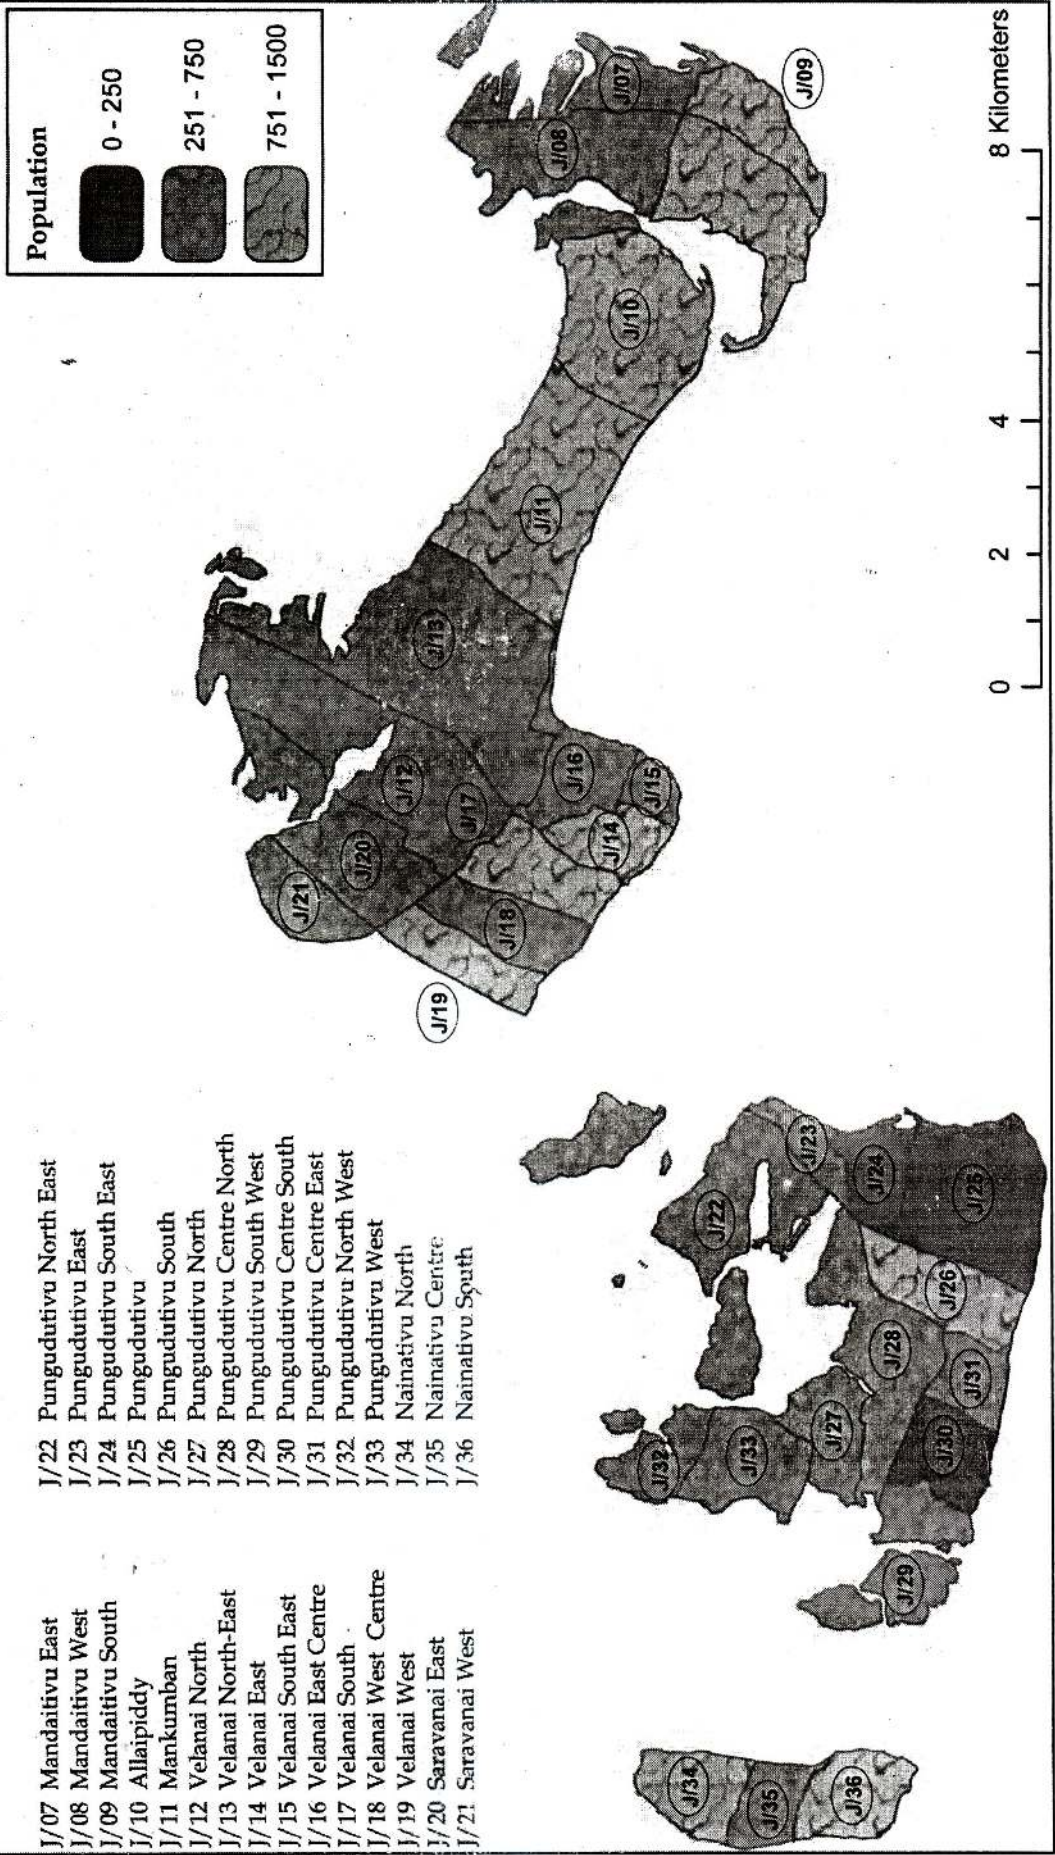 J/07 Mandaitivu East
J/08 Mandaitivu West
J/09 Mandaitivu South
J/10 Allaipiddy
J/11 Mankumban
J/12 Velanai North
J/13 Velanai North-East
J/14 Velanai East
J/15 Velanai South East
J/16 Velanai East Centre
J/17 Velanai South
J/18 Velanai West Centre
J/19 Velanai West
J/20 Saravanai East
J/21 Saravanai West
J/22 Pungudutivu North East
J/23 Pungudutivu East
J/24 Pungudutivu South East
J/25 Pungudutivu
J/26 Pungudutivu South
J/27 Pungudutivu North
J/28 Pungudutivu Centre North
J/29 Pungudutivu South West
J/30 Pungudutivu Centre South
J/31 Pungudutivu Centre East
J/32 Pungudutivu North West
J/33 Pungudutivu West
J/34 Nainativu North
J/35 Nainativu Centre
J/36 Nainativu South
Population
0 - 250
251 - 750
751 - 1500
J/07
J/08
J/09
J/10
J/11
J/13
J/12
J/16
J/15
J/17
J/14
J/20
J/21
J/18
J/19
J/22
J/23
J/24
J/25
J/26
J/28
J/31
J/27
J/30
J/33
J/32
J/29
J/34
J/35
J/36
0 2 4 8 Kilometers